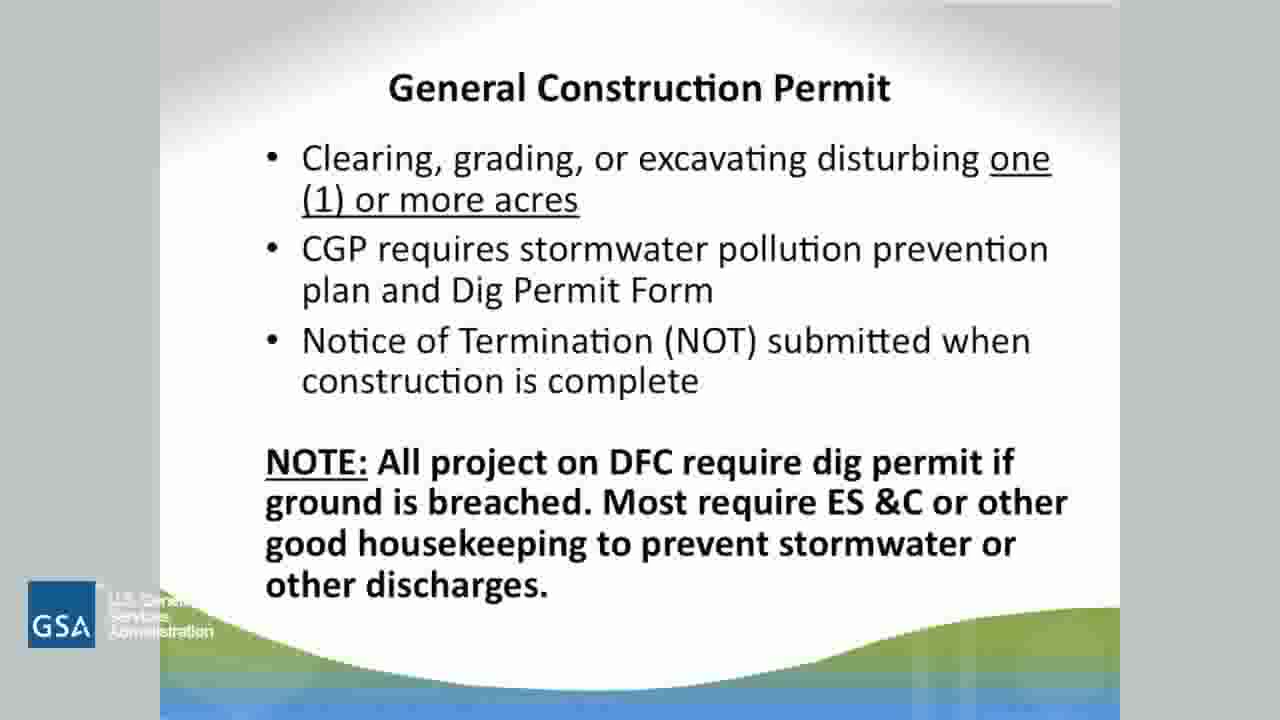 General Construction Permit
• Clearing, grading, or excavating disturbing one
(1) or more acres
• CGP requires stormwater pollution prevention
plan and Dig Permit Form
• Notice of Termination (NOT) submitted when
construction is complete
NOTE: All project on DFC require dig permit if
ground is breached. Most require ES &C or other
good housekeeping to prevent stormwater or
other discharges.
GSA
U.S. General
Services
Administration